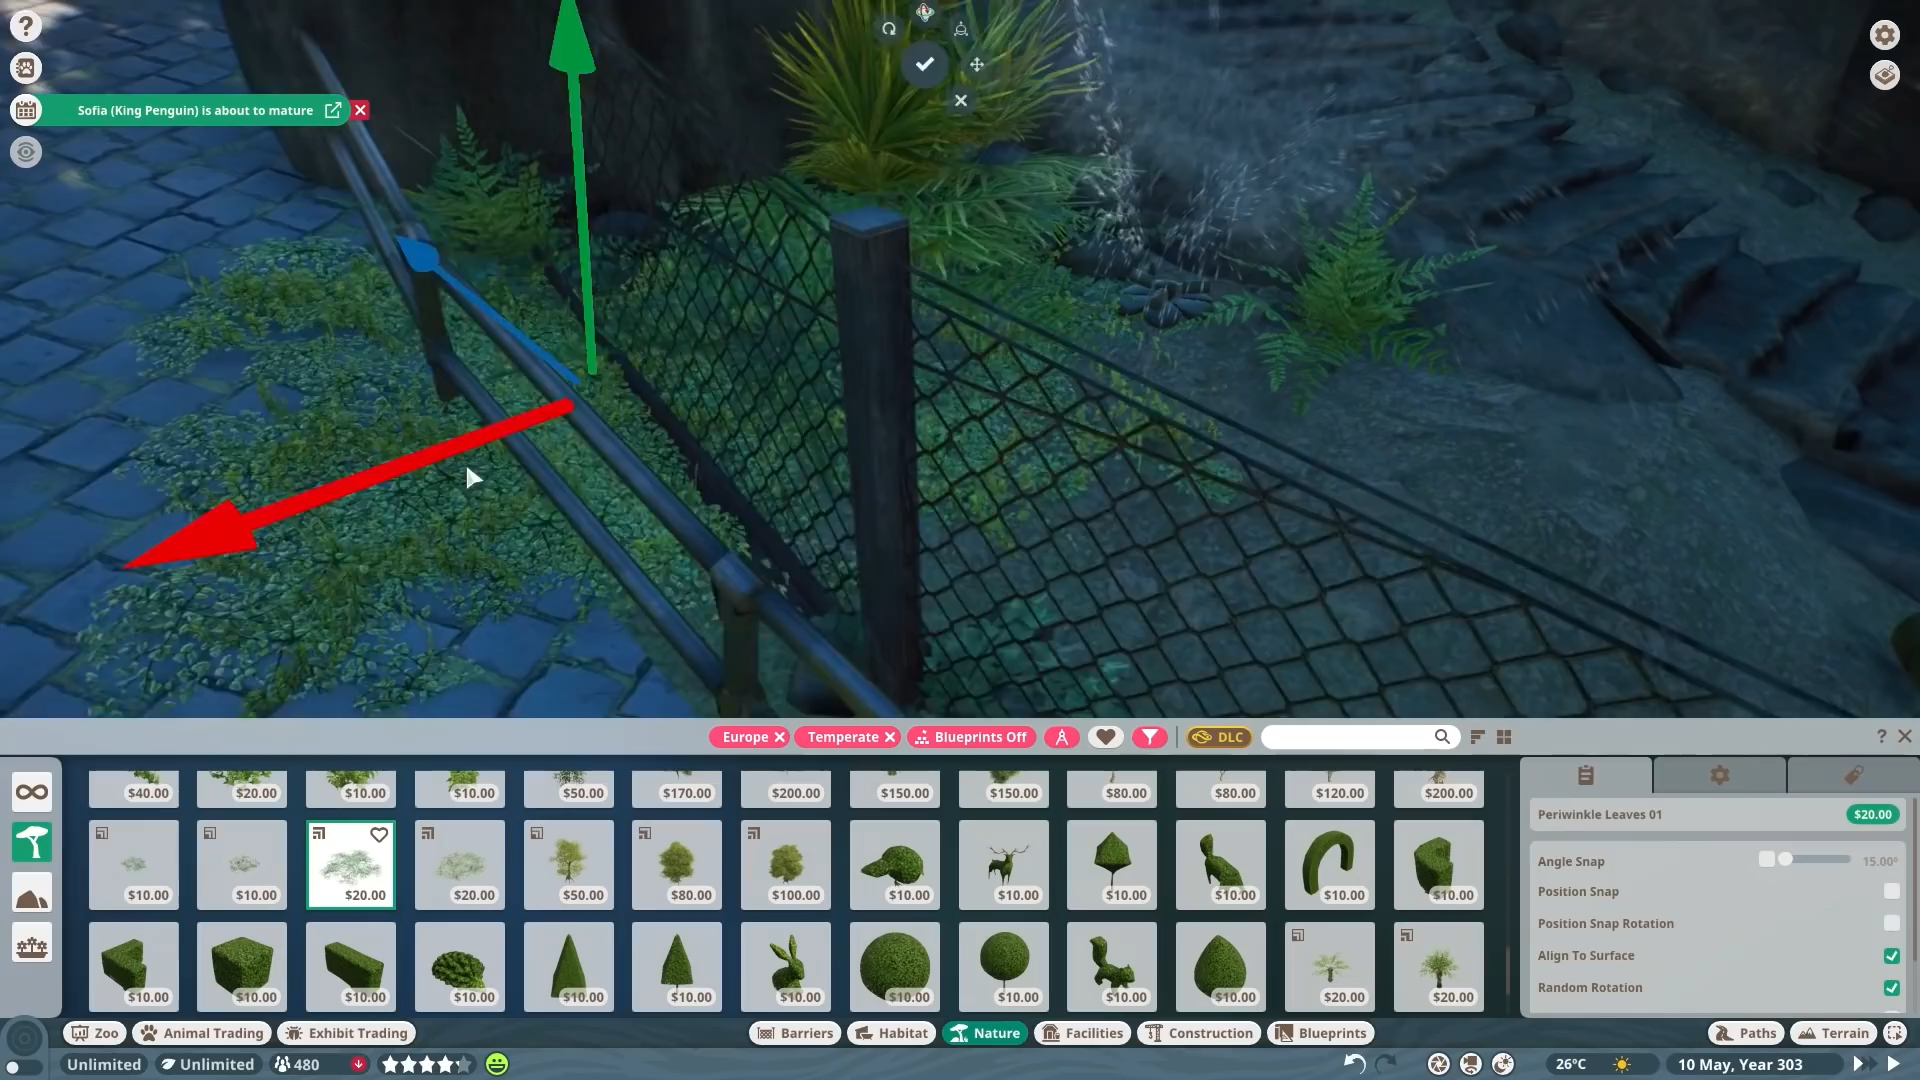 Sofia (King Penguin) is about to mature
Europe Temperate Blueprints Off DLC
$40.00 $20.00 $10.00 $10.00 $50.00 $170.00 $200.00 $150.00 $150.00 $80.00 $80.00 $120.00 $200.00
$10.00 $10.00 $20.00 $20.00 $50.00 $80.00 $100.00 $10.00 $10.00 $10.00 $10.00 $10.00 $10.00
$10.00 $10.00 $10.00 $10.00 $10.00 $10.00 $10.00 $10.00 $10.00 $10.00 $10.00 $20.00 $20.00
Periwinkle Leaves 01 $20.00
Angle Snap 15.00°
Position Snap
Position Snap Rotation
Align To Surface
Random Rotation
Zoo Animal Trading Exhibit Trading Barriers Habitat Nature Facilities Construction Blueprints Paths Terrain
Unlimited Unlimited 480 26°C 10 May, Year 303